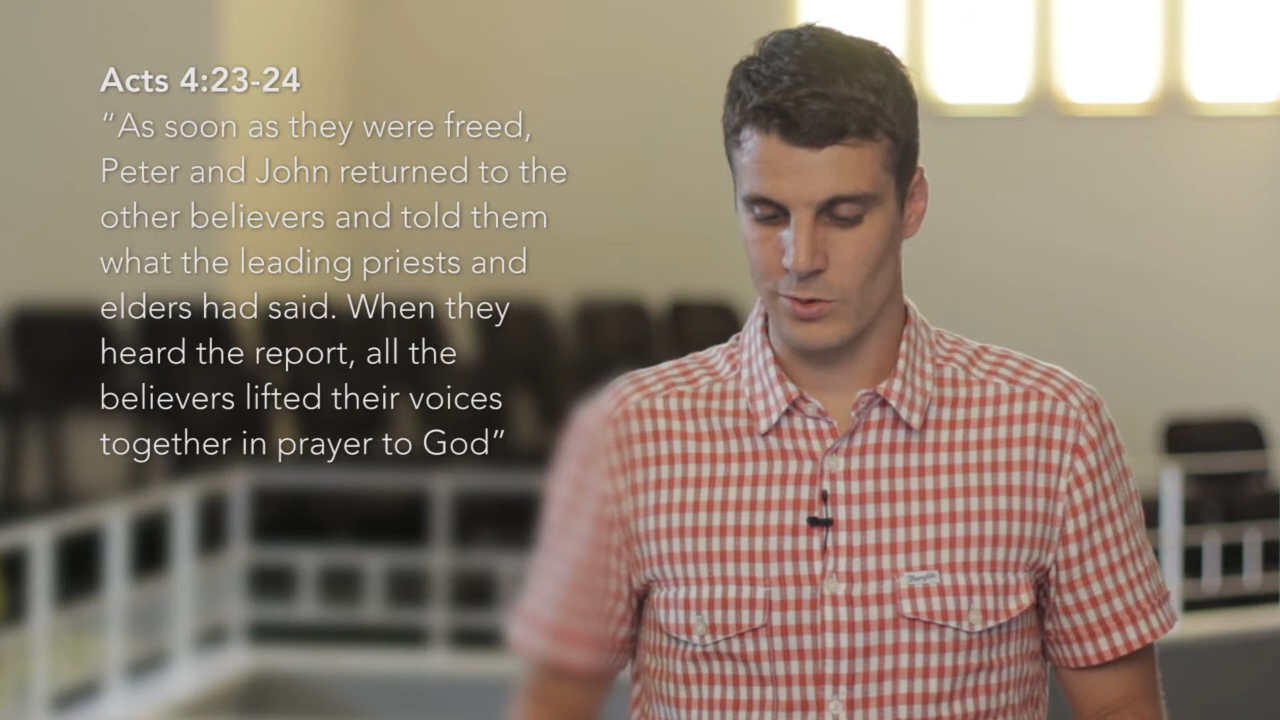 Acts 4:23-24
“As soon as they were freed,
Peter and John returned to the
other believers and told them
what the leading priests and
elders had said. When they
heard the report, all the
believers lifted their voices
together in prayer to God”